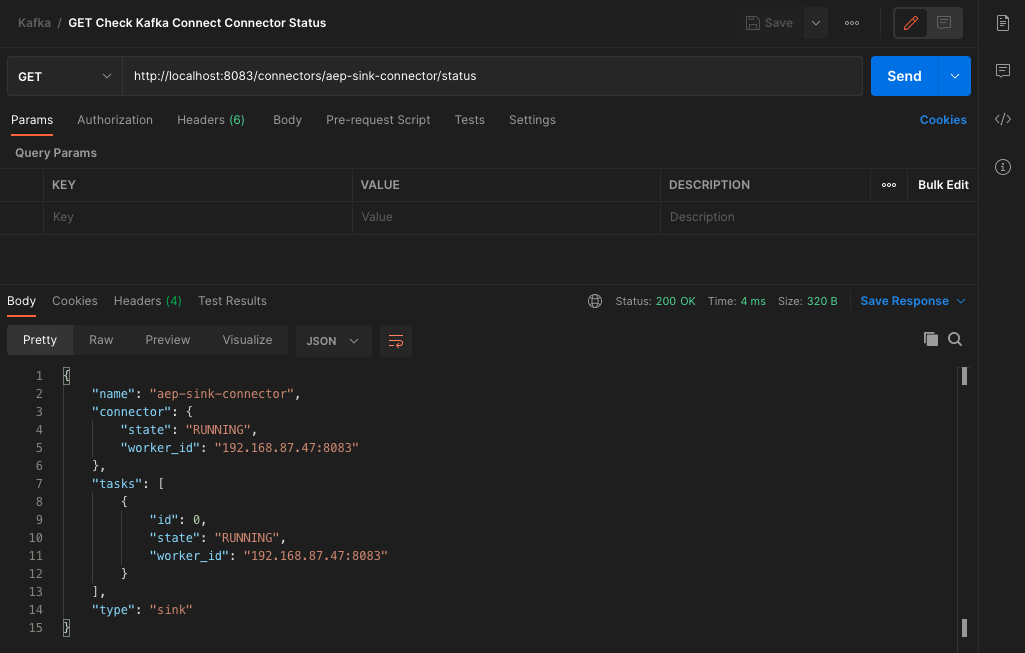 Kafka / GET Check Kafka Connect Connector Status
Save
GET http://localhost:8083/connectors/aep-sink-connector/status Send
Params Authorization Headers (6) Body Pre-request Script Tests Settings Cookies
Query Params
KEY VALUE DESCRIPTION Bulk Edit
Key Value Description
Body Cookies Headers (4) Test Results Status: 200 OK Time: 4 ms Size: 320 B Save Response
Pretty Raw Preview Visualize JSON
1 {
2 "name": "aep-sink-connector",
3 "connector": {
4 "state": "RUNNING",
5 "worker_id": "192.168.87.47:8083"
6 },
7 "tasks": [
8 {
9 "id": 0,
10 "state": "RUNNING",
11 "worker_id": "192.168.87.47:8083"
12 }
13 ],
14 "type": "sink"
15 }